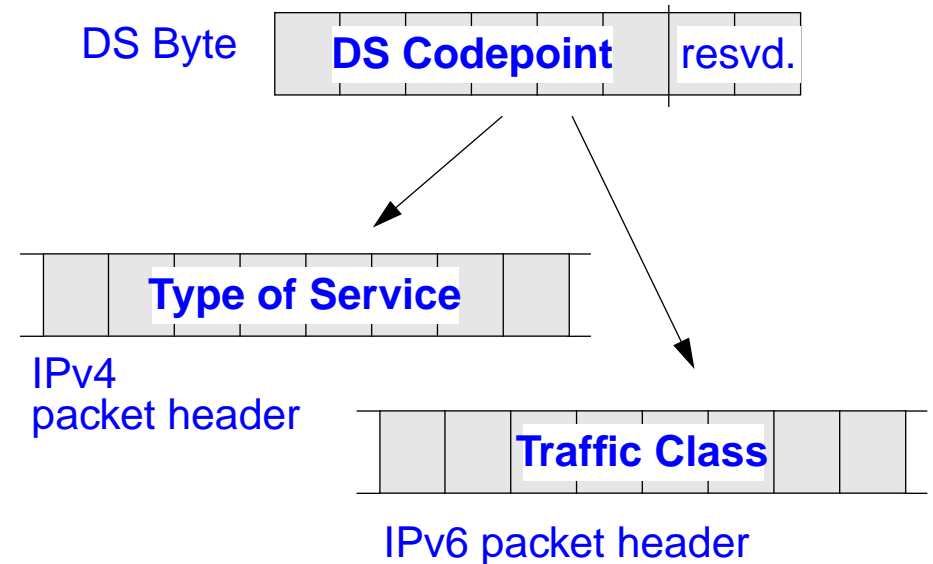 DS Byte
DS Codepoint
resvd.
Type of Service
IPv4
packet header
Traffic Class
IPv6 packet header